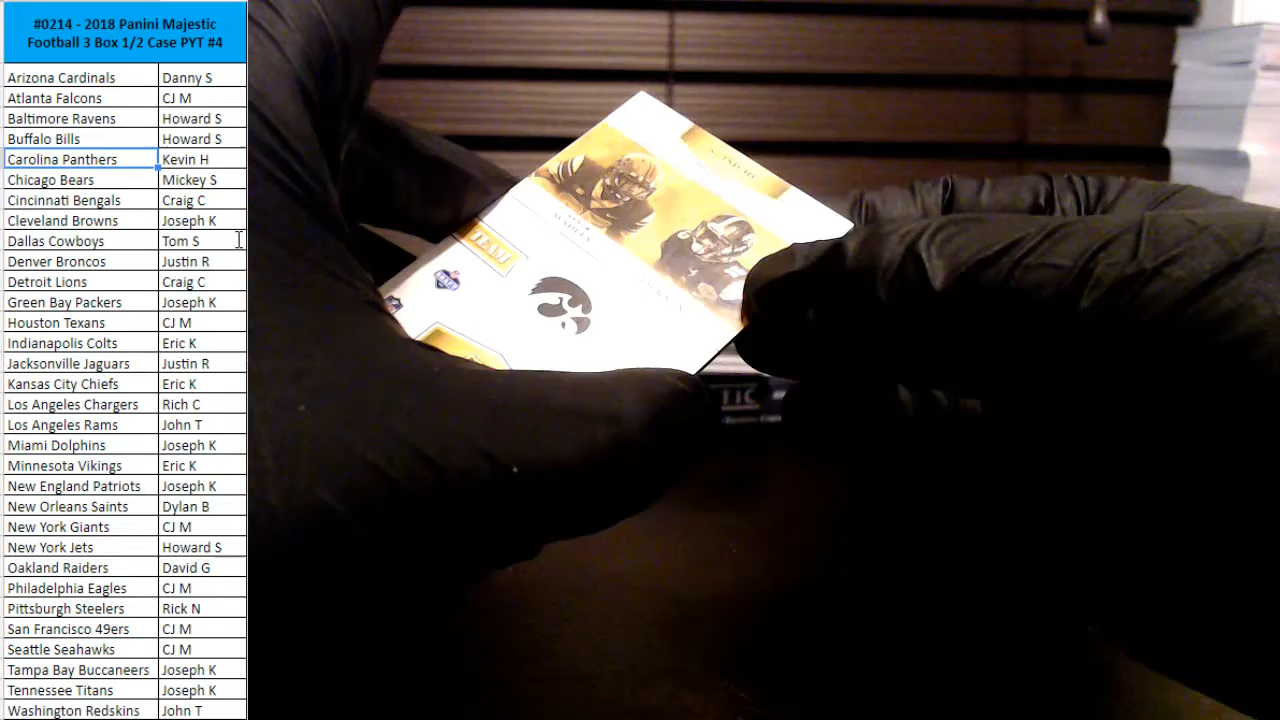 #0214 - 2018 Panini Majestic
Football 3 Box 1/2 Case PYT #4
Arizona Cardinals Danny S
Atlanta Falcons CJ M
Baltimore Ravens Howard S
Buffalo Bills Howard S
Carolina Panthers Kevin H
Chicago Bears Mickey S
Cincinnati Bengals Craig C
Cleveland Browns Joseph K
Dallas Cowboys Tom S
Denver Broncos Justin R
Detroit Lions Craig C
Green Bay Packers Joseph K
Houston Texans CJ M
Indianapolis Colts Eric K
Jacksonville Jaguars Justin R
Kansas City Chiefs Eric K
Los Angeles Chargers Rich C
Los Angeles Rams John T
Miami Dolphins Joseph K
Minnesota Vikings Eric K
New England Patriots Joseph K
New Orleans Saints Dylan B
New York Giants CJ M
New York Jets Howard S
Oakland Raiders David G
Philadelphia Eagles CJ M
Pittsburgh Steelers Rick N
San Francisco 49ers CJ M
Seattle Seahawks CJ M
Tampa Bay Buccaneers Joseph K
Tennessee Titans Joseph K
Washington Redskins John T
TEAM